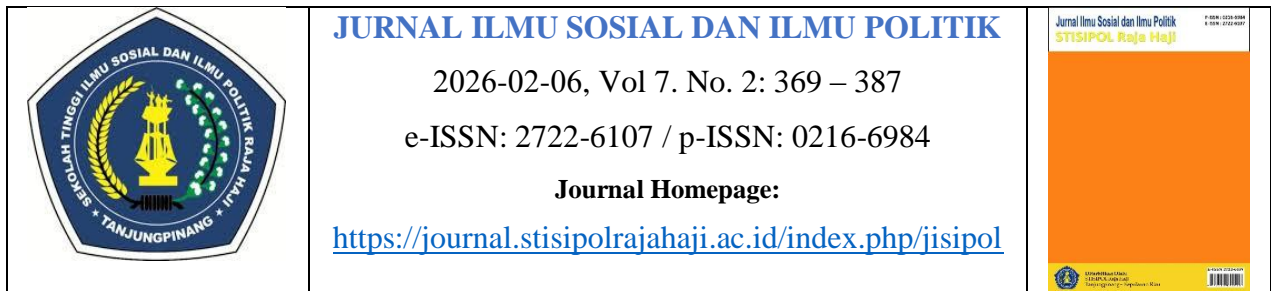 SEKOLAH TINGGI ILMU SOSIAL DAN ILMU POLITIK RAJA HAJI
* TANJUNGPINANG *
JURNAL ILMU SOSIAL DAN ILMU POLITIK
2026-02-06, Vol 7. No. 2: 369 – 387
e-ISSN: 2722-6107 / p-ISSN: 0216-6984
Journal Homepage:
https://journal.stisipolrajahaji.ac.id/index.php/jisipol
Jurnal Ilmu Sosial dan Ilmu Politik
STISIPOL Raja Haji